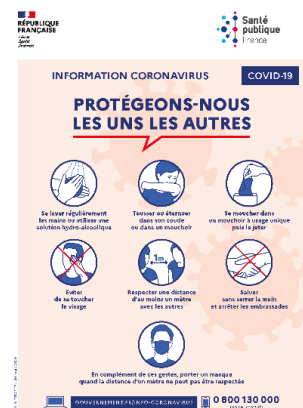 RÉPUBLIQUE
FRANÇAISE
Liberté
Égalité
Fraternité
Santé
publique
France
INFORMATION CORONAVIRUS
COVID-19
PROTÉGEONS-NOUS
LES UNS LES AUTRES
Se laver régulièrement
les mains ou utiliser une
solution hydro-alcoolique
Tousser ou éternuer
dans son coude
ou dans un mouchoir
Se moucher dans
un mouchoir à usage unique
puis le jeter
1m
Eviter
de se toucher
le visage
Respecter une distance
d'au moins un mètre
avec les autres
Saluer
sans serrer la main
et arrêter les embrassades
En complément de ces gestes, porter un masque
quand la distance d'un mètre ne peut pas être respectée
GOUVERNEMENT.FR/INFO-CORONAVIRUS
0 800 130 000